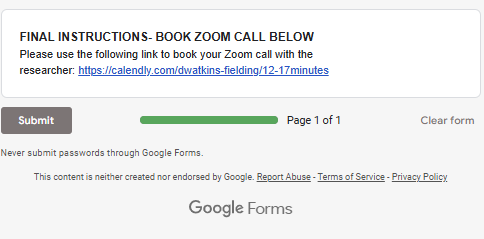 FINAL INSTRUCTIONS- BOOK ZOOM CALL BELOW
Please use the following link to book your Zoom call with the
researcher: https://calendly.com/dwatkins-fielding/12-17minutes
Submit
Page 1 of 1
Clear form
Never submit passwords through Google Forms.
This content is neither created nor endorsed by Google. Report Abuse - Terms of Service - Privacy Policy
Google Forms